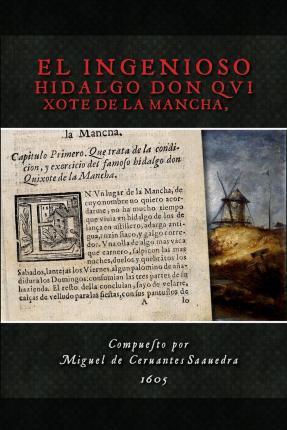 EL INGENIOSO
HIDALGO DON QVI
XOTE DE LA MANCHA,
la Mancha.
Capitulo Primero. Que trata de la condi-
cion, y exercicio del famoso hidalgo don
Quixote de la Mancha.
EN Vn lugar de la Mancha, de
cuyo nombre no quiero acor-
darme, no ha mucho tiempo
que viuia vn hidalgo de los de
lança en astillero, adarga anti-
gua, rozin flaco, y galgo corre-
dor. Vna olla de algo mas vaca
que carnero, salpicon las mas
noches, duelos y quebrãtos los
Sabados, lantejas los Viernes, algun palomino de aña-
didura los Domingos: consumian las tres partes de su
hazienda. El resto della concluian, sayo de velarte,
calças de velludo para las fiestas, con sus pantuflos de
Compuesto por
Miguel de Ceruantes Saauedra
1605